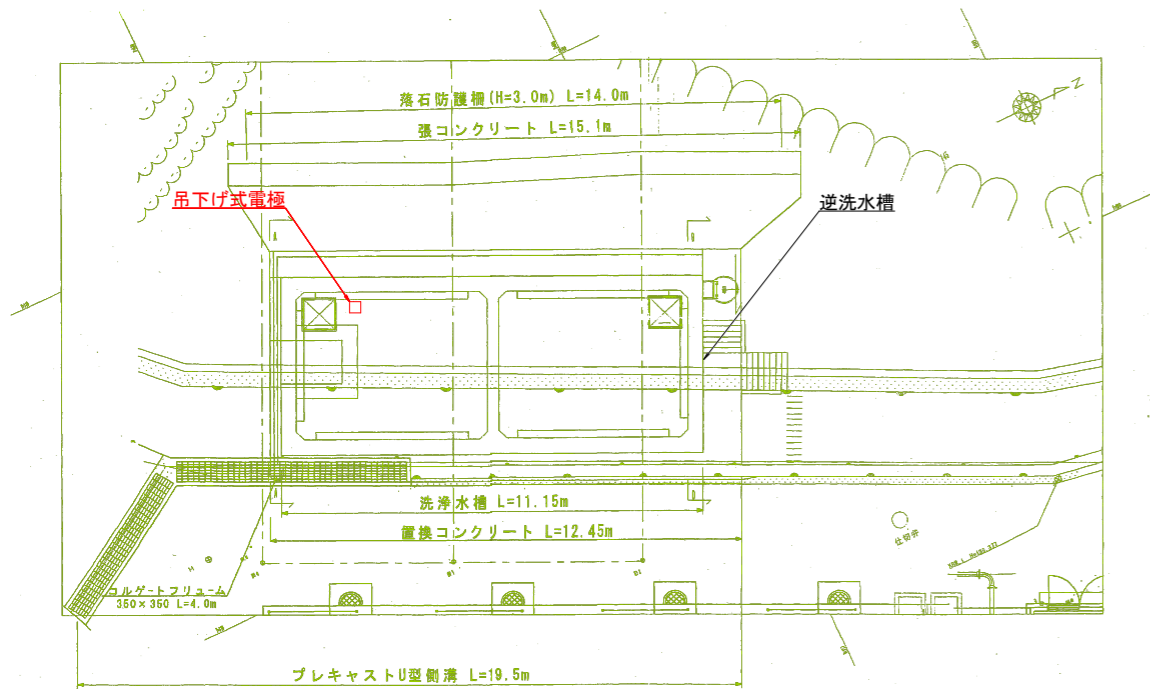 落石防護柵(H=3.0m) L=14.0m
張コンクリート L=15.1m
N
吊下げ式電極
逆洗水槽
洗浄水槽 L=11.15m
置換コンクリート L=12.45m
仕切弁
コルゲートフリューム
350×350 L=4.0m
プレキャストU型側溝 L=19.5m